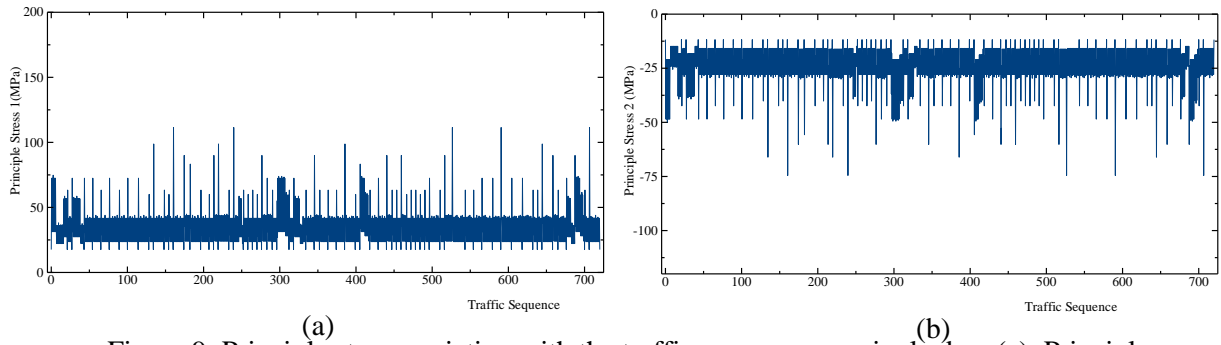 200
150
100
50
0
Principle Stress 1(MPa)
0 100 200 300 400 500 600 700
Traffic Sequence
(a)
0
-25
-50
-75
-100
Principle Stress 2 (MPa)
0 100 200 300 400 500 600 700
Traffic Sequence
(b)